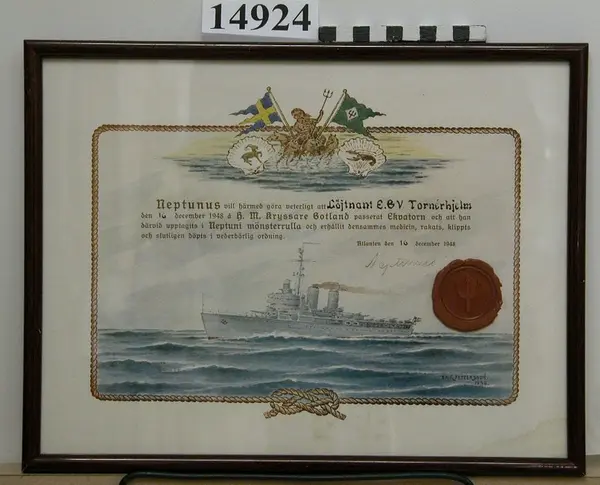 14924
Neptunus vill härmed göra veterligt att Löjtnant E.G V Tornérhjelm
den 16 december 1948 å H. M. Kryssare Gotland passerat Ekvatorn och att han
därvid upptagits i Neptuni mönsterrulla och erhållit densammes medicin, rakats, klippts
och slutligen döpts i vederbörlig ordning.
Atlanten den 16 december 1948
Neptunus